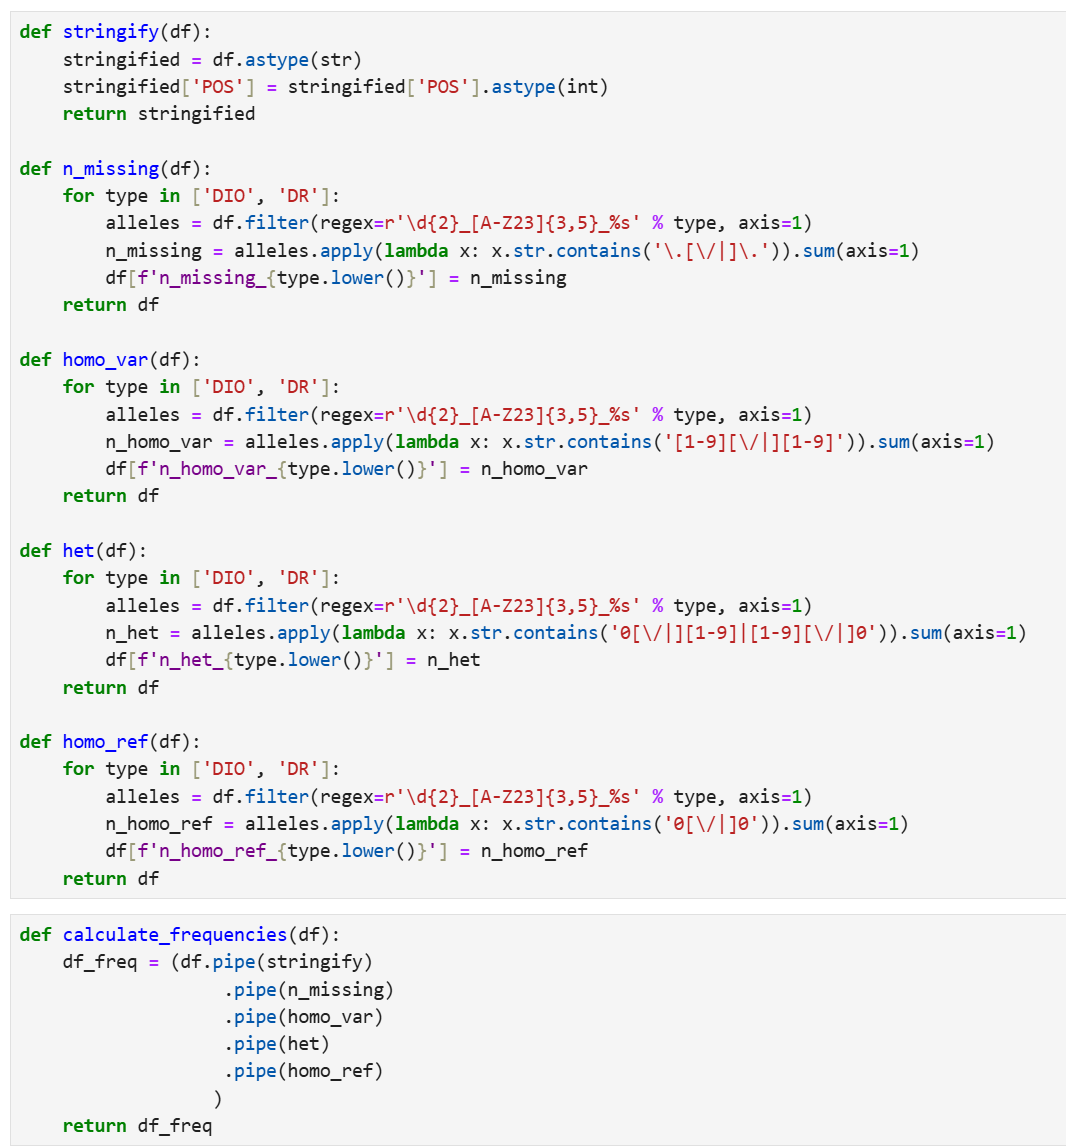 def stringify(df):
    stringified = df.astype(str)
    stringified['POS'] = stringified['POS'].astype(int)
    return stringified

def n_missing(df):
    for type in ['DIO', 'DR']:
        alleles = df.filter(regex=r'\d{2}_[A-Z23]{3,5}_%s' % type, axis=1)
        n_missing = alleles.apply(lambda x: x.str.contains('\.[\/|]\.')).sum(axis=1)
        df[f'n_missing_{type.lower()}'] = n_missing
    return df

def homo_var(df):
    for type in ['DIO', 'DR']:
        alleles = df.filter(regex=r'\d{2}_[A-Z23]{3,5}_%s' % type, axis=1)
        n_homo_var = alleles.apply(lambda x: x.str.contains('[1-9][\/|][1-9]')).sum(axis=1)
        df[f'n_homo_var_{type.lower()}'] = n_homo_var
    return df

def het(df):
    for type in ['DIO', 'DR']:
        alleles = df.filter(regex=r'\d{2}_[A-Z23]{3,5}_%s' % type, axis=1)
        n_het = alleles.apply(lambda x: x.str.contains('0[\/|][1-9]|[1-9][\/|]0')).sum(axis=1)
        df[f'n_het_{type.lower()}'] = n_het
    return df

def homo_ref(df):
    for type in ['DIO', 'DR']:
        alleles = df.filter(regex=r'\d{2}_[A-Z23]{3,5}_%s' % type, axis=1)
        n_homo_ref = alleles.apply(lambda x: x.str.contains('0[\/|]0')).sum(axis=1)
        df[f'n_homo_ref_{type.lower()}'] = n_homo_ref
    return df

def calculate_frequencies(df):
    df_freq = (df.pipe(stringify)
                   .pipe(n_missing)
                   .pipe(homo_var)
                   .pipe(het)
                   .pipe(homo_ref)
                  )
    return df_freq